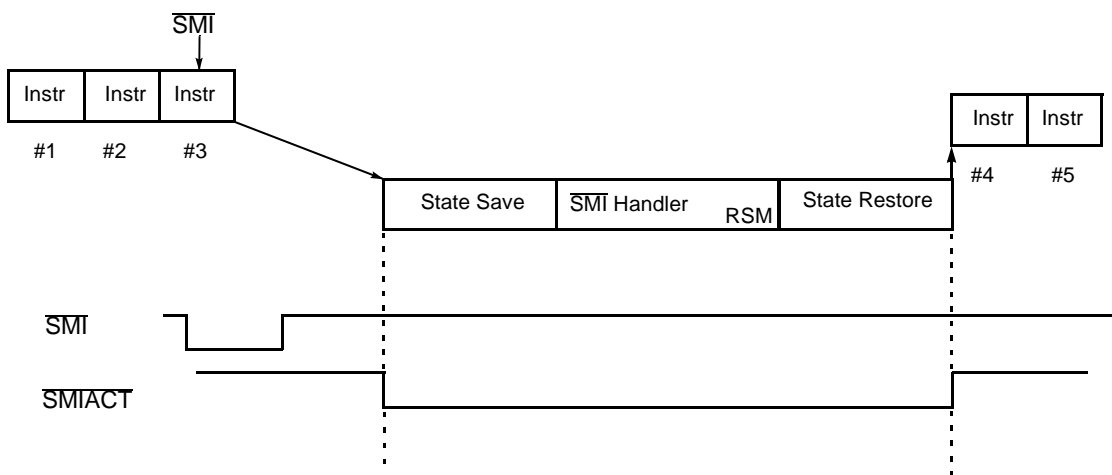 SMI
Instr Instr Instr
#1 #2 #3
Instr Instr
#4 #5
State Save SMI Handler RSM State Restore
SMI
SMIACT